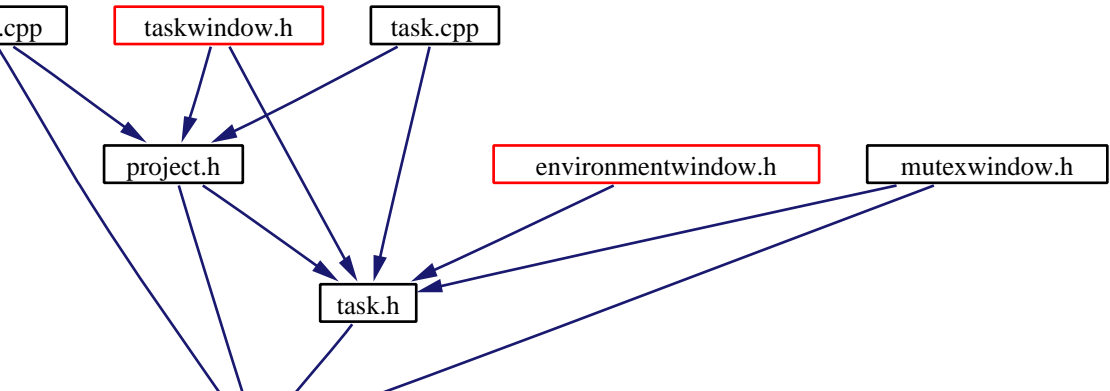 .cpp
taskwindow.h
task.cpp
project.h
environmentwindow.h
mutexwindow.h
task.h